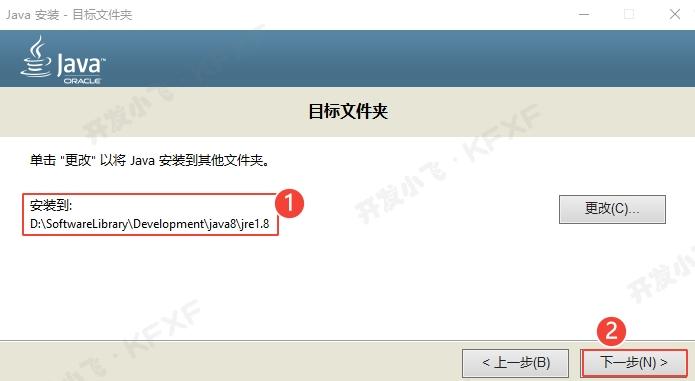 Java 安装 - 目标文件夹
Java
ORACLE
目标文件夹
单击 "更改" 以将 Java 安装到其他文件夹。
安装到:
D:\SoftwareLibrary\Development\java8\jre1.8
1
更改(C)...
2
< 上一步(B)
下一步(N) >
开发小飞·KFXF
开发小飞·KFXF
开发小飞·KFXF
开发小飞·KFXF